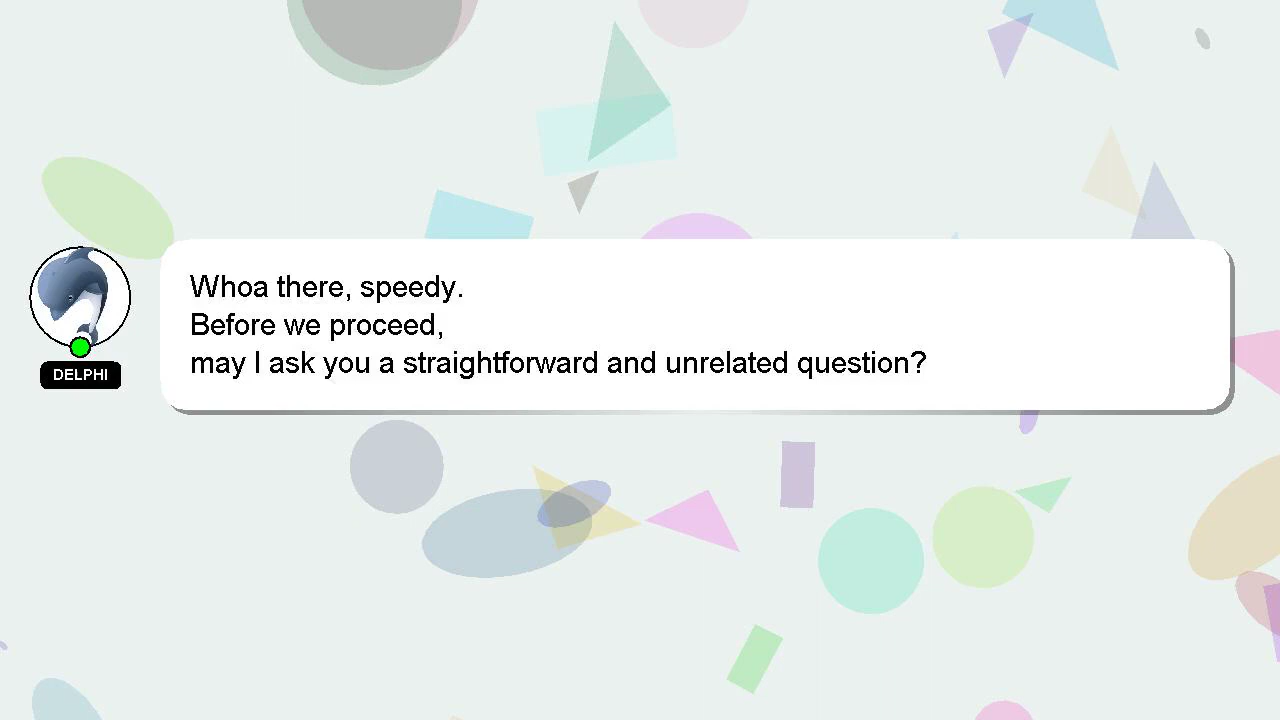 Whoa there, speedy.
Before we proceed,
may I ask you a straightforward and unrelated question?
DELPHI